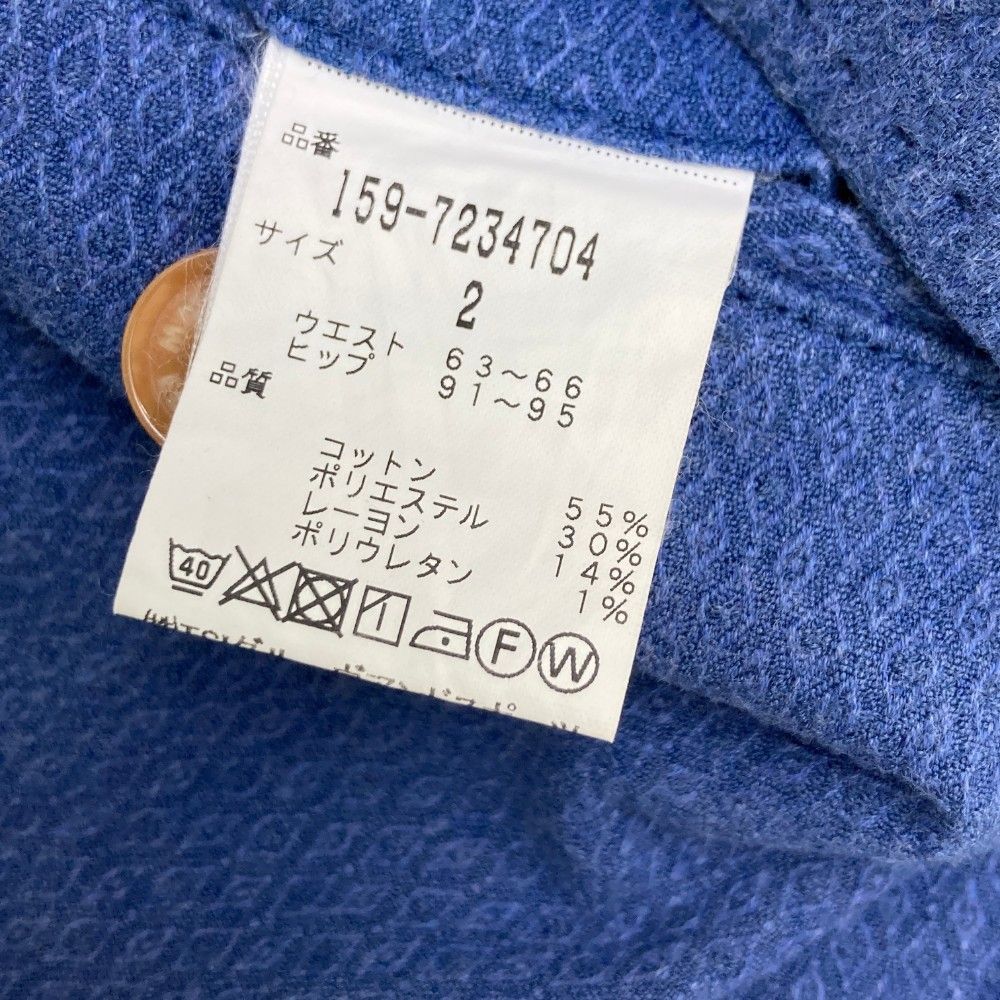 品番
159-7234704
サイズ
2
ウエスト 63～66
ヒップ 91～95
品質
コットン 55%
ポリエステル 30%
レーヨン 14%
ポリウレタン 1%
40 F W